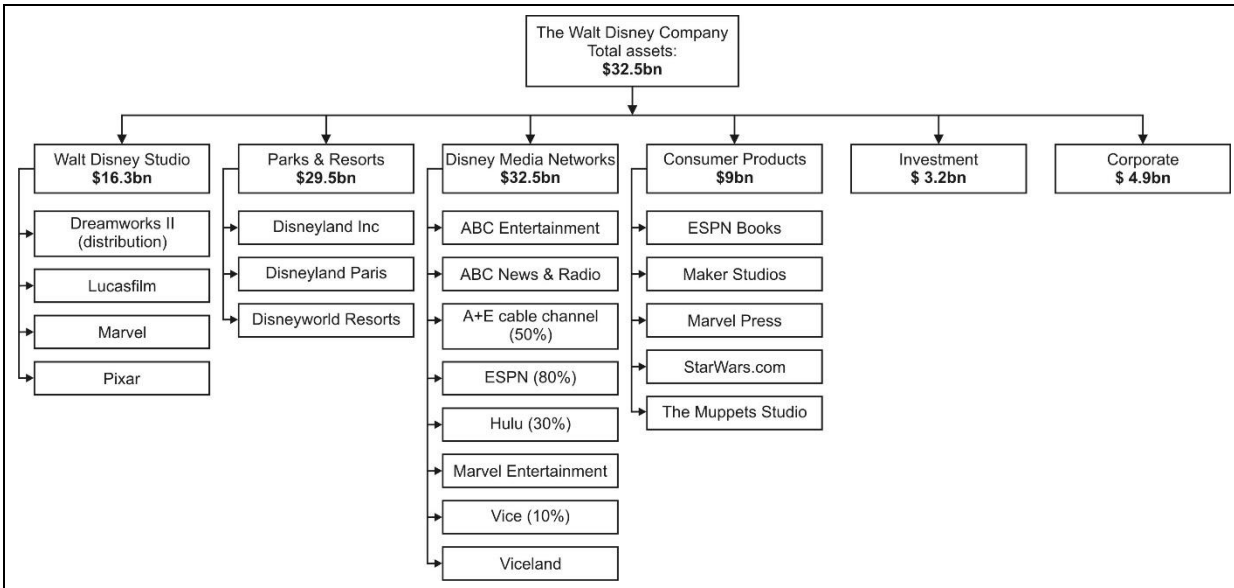 The Walt Disney Company
Total assets:
$32.5bn
Walt Disney Studio
$16.3bn
Parks & Resorts
$29.5bn
Disney Media Networks
$32.5bn
Consumer Products
$9bn
Investment
$ 3.2bn
Corporate
$ 4.9bn
Dreamworks II
(distribution)
Lucasfilm
Marvel
Pixar
Disneyland Inc
Disneyland Paris
Disneyworld Resorts
ABC Entertainment
ABC News & Radio
A+E cable channel
(50%)
ESPN (80%)
Hulu (30%)
Marvel Entertainment
Vice (10%)
Viceland
ESPN Books
Maker Studios
Marvel Press
StarWars.com
The Muppets Studio